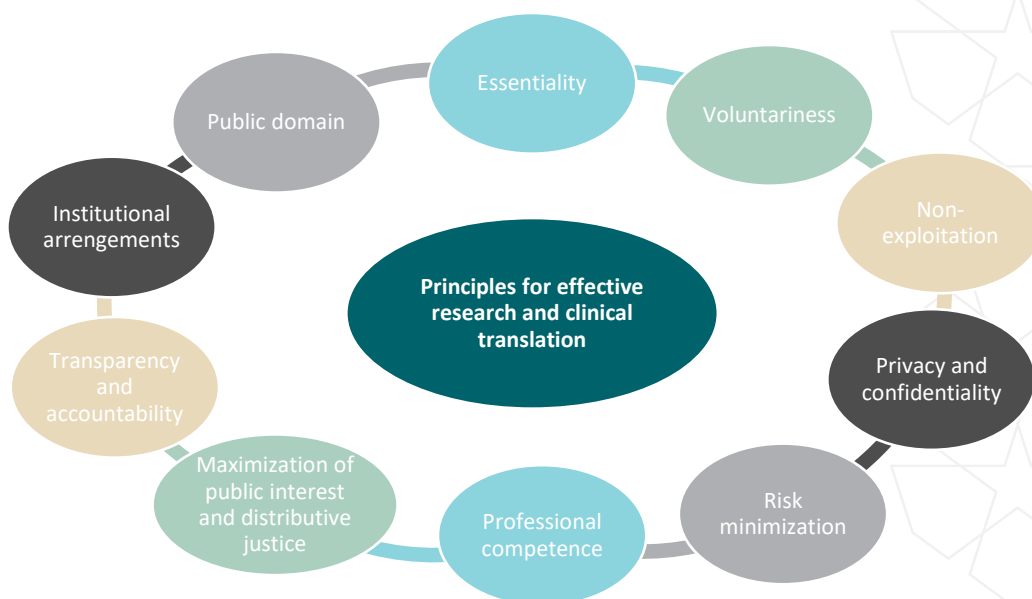 Essentiality
Voluntariness
Non-
exploitation
Privacy and
confidentiality
Risk
minimization
Professional
competence
Maximization of
public interest
and distributive
justice
Transparency
and
accountability
Institutional
arrengements
Public domain
Principles for effective
research and clinical
translation